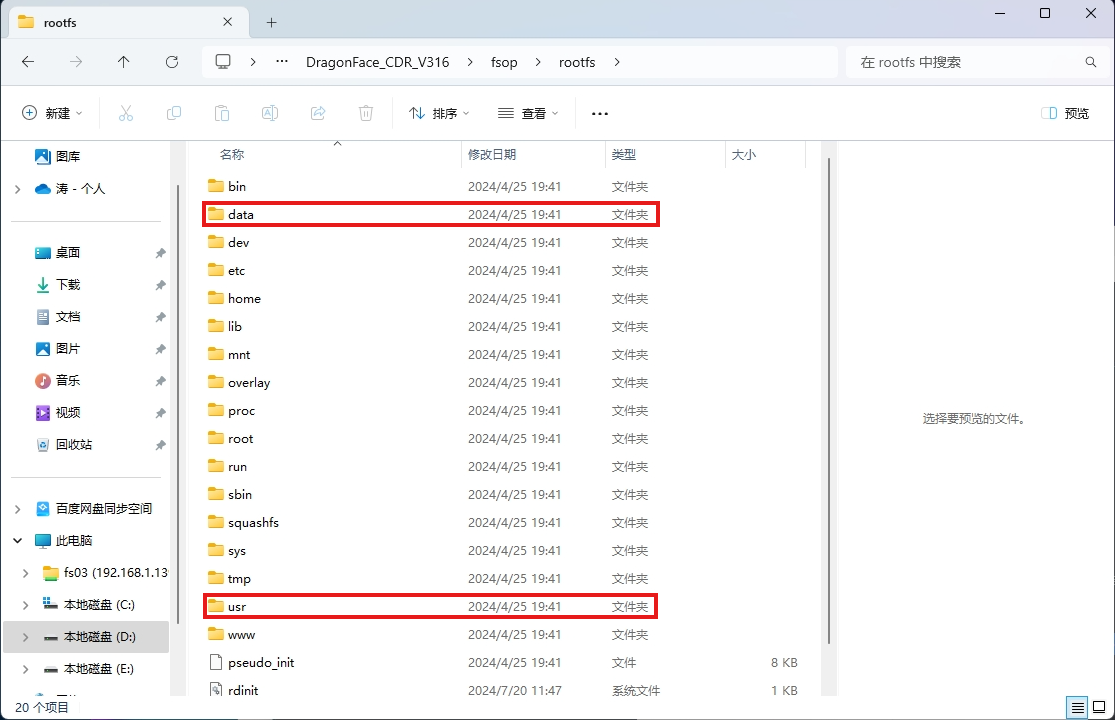 rootfs
DragonFace_CDR_V316 fsop rootfs
在 rootfs 中搜索
新建
排序
查看
预览
图库
涛 - 个人
桌面
下载
文档
图片
音乐
视频
回收站
百度网盘同步空间
此电脑
fs03 (192.168.1.13
本地磁盘 (C:)
本地磁盘 (D:)
本地磁盘 (E:)
名称 修改日期 类型 大小
bin 2024/4/25 19:41 文件夹
data 2024/4/25 19:41 文件夹
dev 2024/4/25 19:41 文件夹
etc 2024/4/25 19:41 文件夹
home 2024/4/25 19:41 文件夹
lib 2024/4/25 19:41 文件夹
mnt 2024/4/25 19:41 文件夹
overlay 2024/4/25 19:41 文件夹
proc 2024/4/25 19:41 文件夹
root 2024/4/25 19:41 文件夹
run 2024/4/25 19:41 文件夹
sbin 2024/4/25 19:41 文件夹
squashfs 2024/4/25 19:41 文件夹
sys 2024/4/25 19:41 文件夹
tmp 2024/4/25 19:41 文件夹
usr 2024/4/25 19:41 文件夹
www 2024/4/25 19:41 文件夹
pseudo_init 2024/4/25 19:41 文件 8 KB
rdinit 2024/7/20 11:47 系统文件 1 KB
选择要预览的文件。
20 个项目